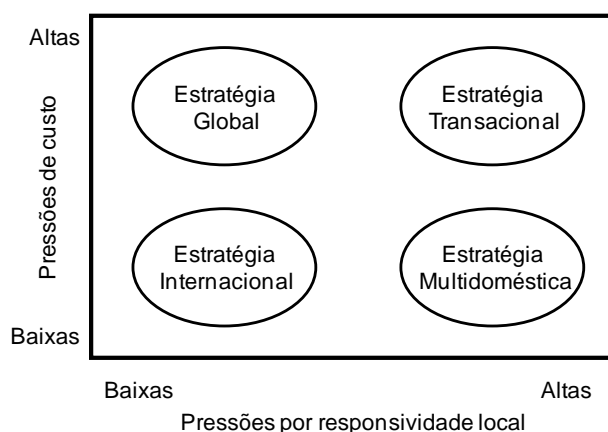 Altas
Estratégia
Global
Estratégia
Transacional
Pressões de custo
Estratégia
Internacional
Estratégia
Multidoméstica
Baixas
Baixas
Altas
Pressões por responsividade local